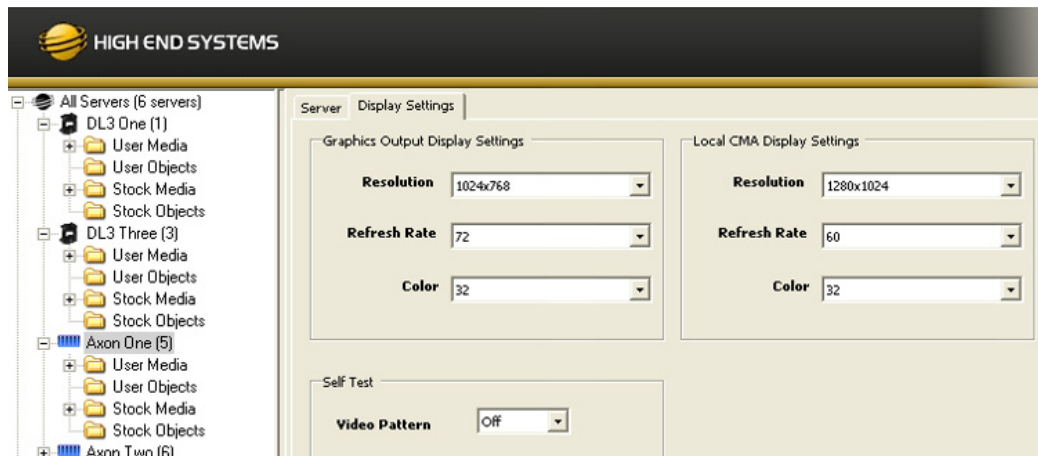 HIGH END SYSTEMS
All Servers (6 servers)
DL3 One (1)
User Media
User Objects
Stock Media
Stock Objects
DL3 Three (3)
User Media
User Objects
Stock Media
Stock Objects
Axon One (5)
User Media
User Objects
Stock Media
Stock Objects
Axon Two (6)
Server Display Settings
Graphics Output Display Settings
Resolution 1024x768
Refresh Rate 72
Color 32
Local CMA Display Settings
Resolution 1280x1024
Refresh Rate 60
Color 32
Self Test
Video Pattern Off